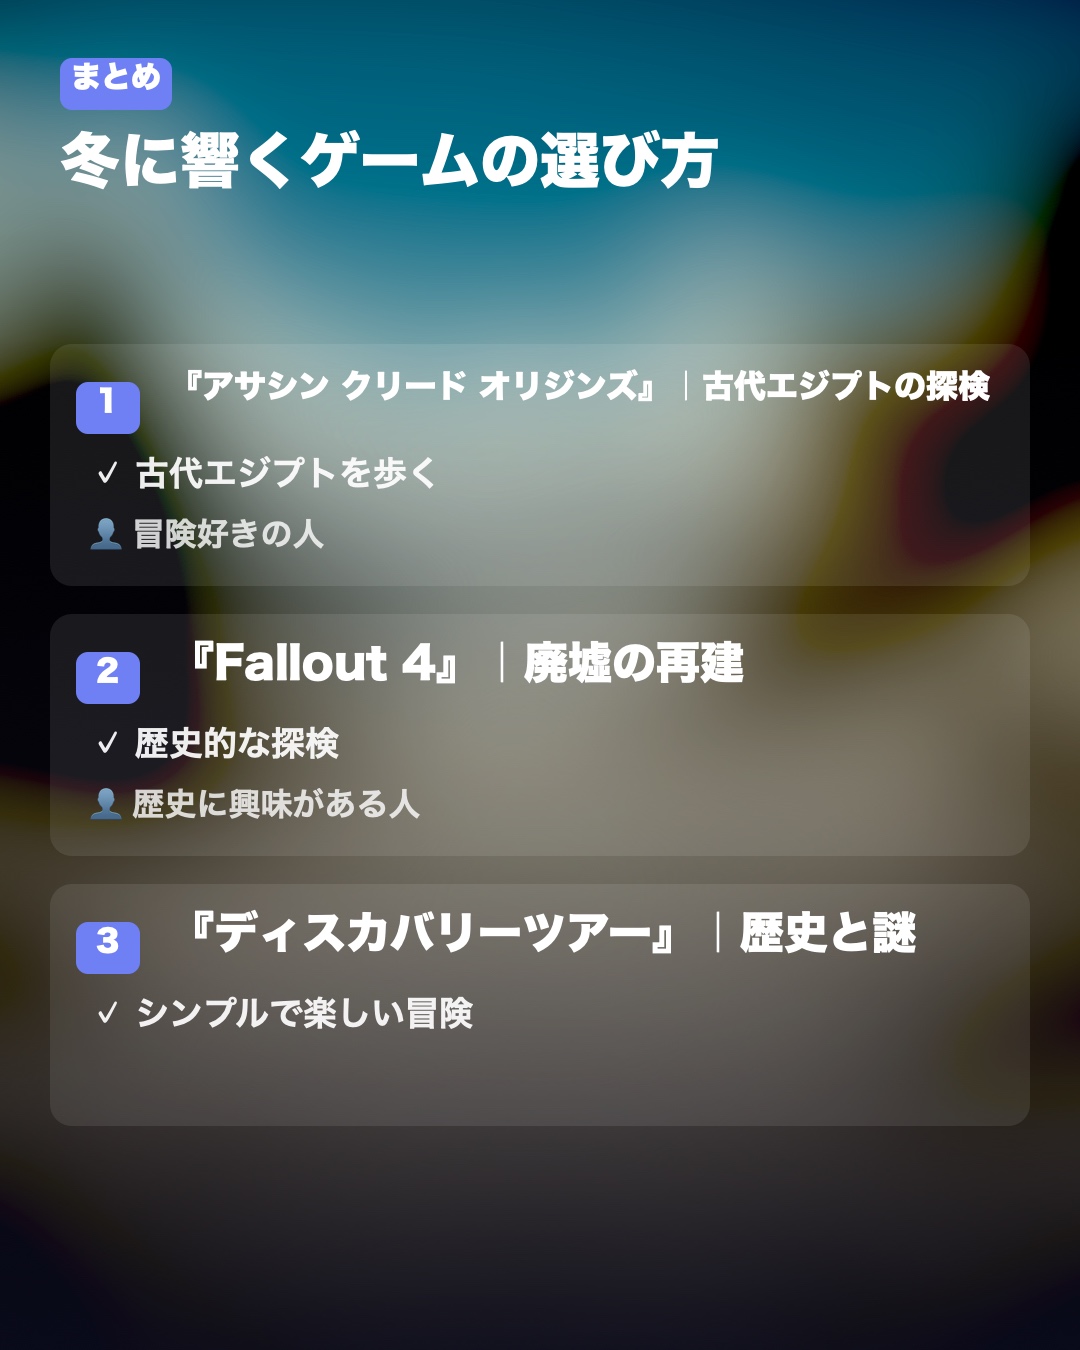 まとめ
冬に響くゲームの選び方
1
『アサシン クリード オリジンズ』｜古代エジプトの探検
✓ 古代エジプトを歩く
👤 冒険好きの人
2
『Fallout 4』｜廃墟の再建
✓ 歴史的な探検
👤 歴史に興味がある人
3
『ディスカバリーツアー』｜歴史と謎
✓ シンプルで楽しい冒険